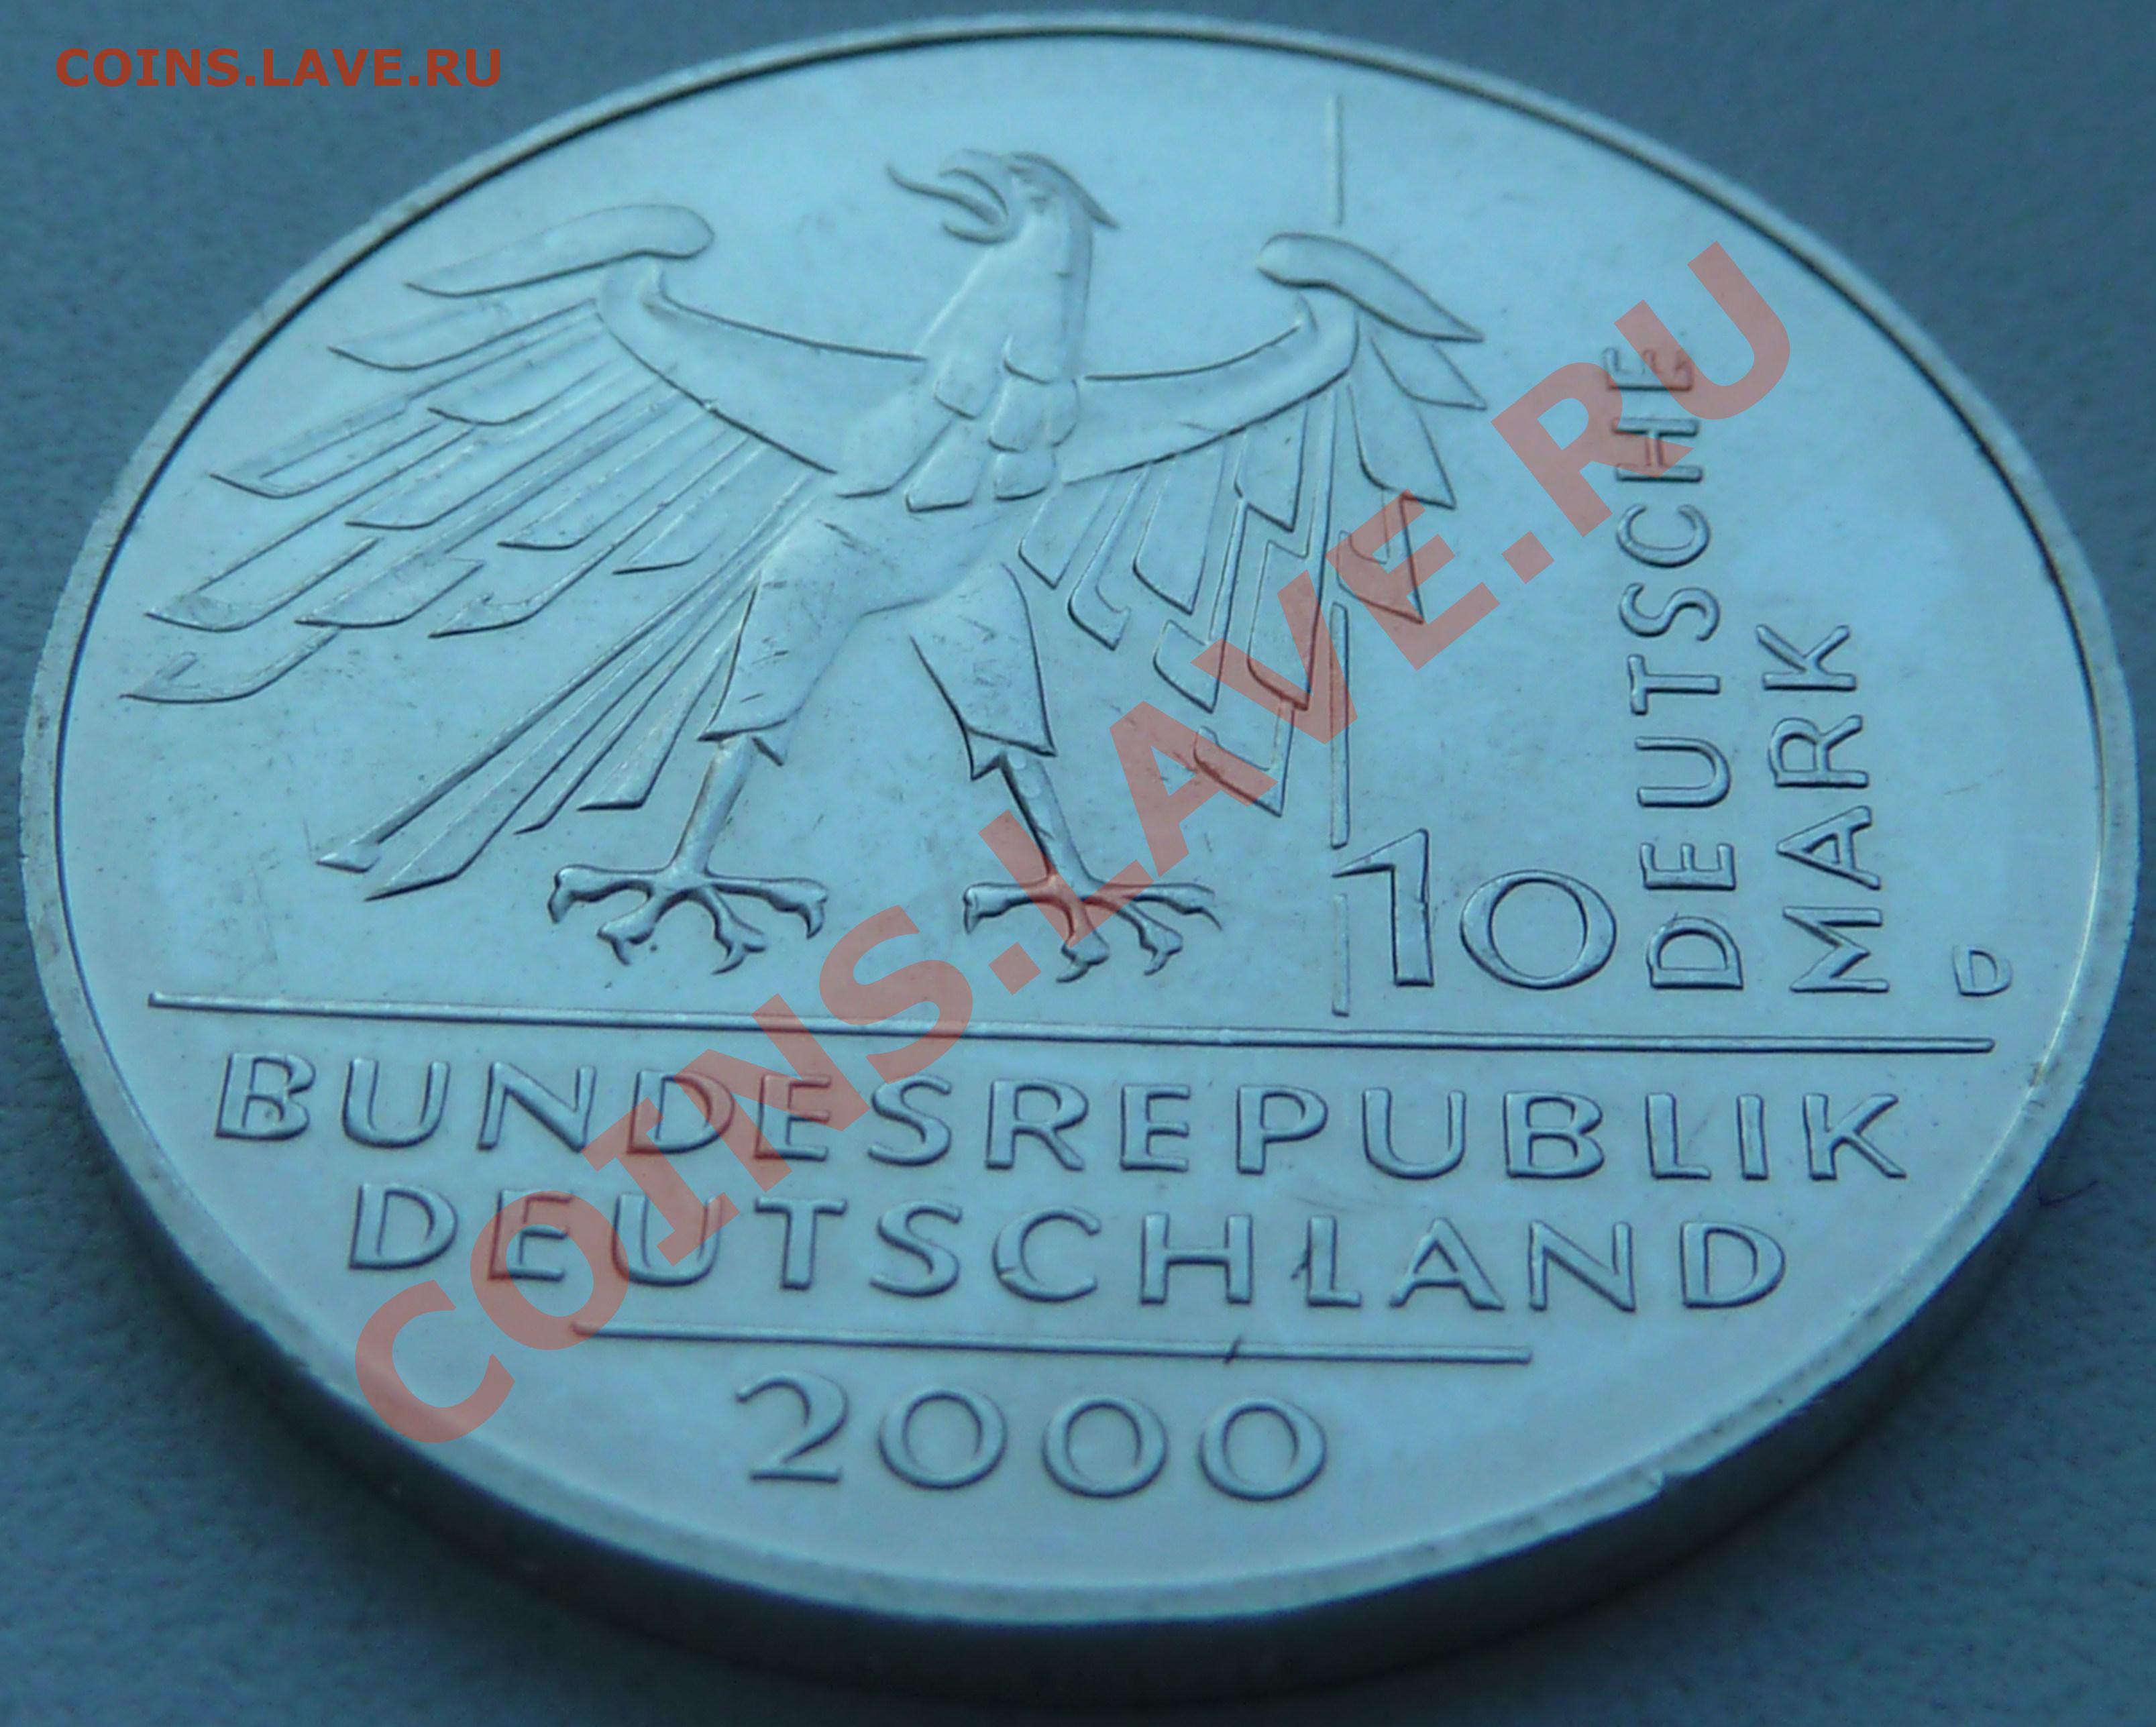 COINS.LAVE.RU
10
DEUTSCHE
MARK
D
BUNDESREPUBLIK
DEUTSCHLAND
2000
COINS.LAVE.RU